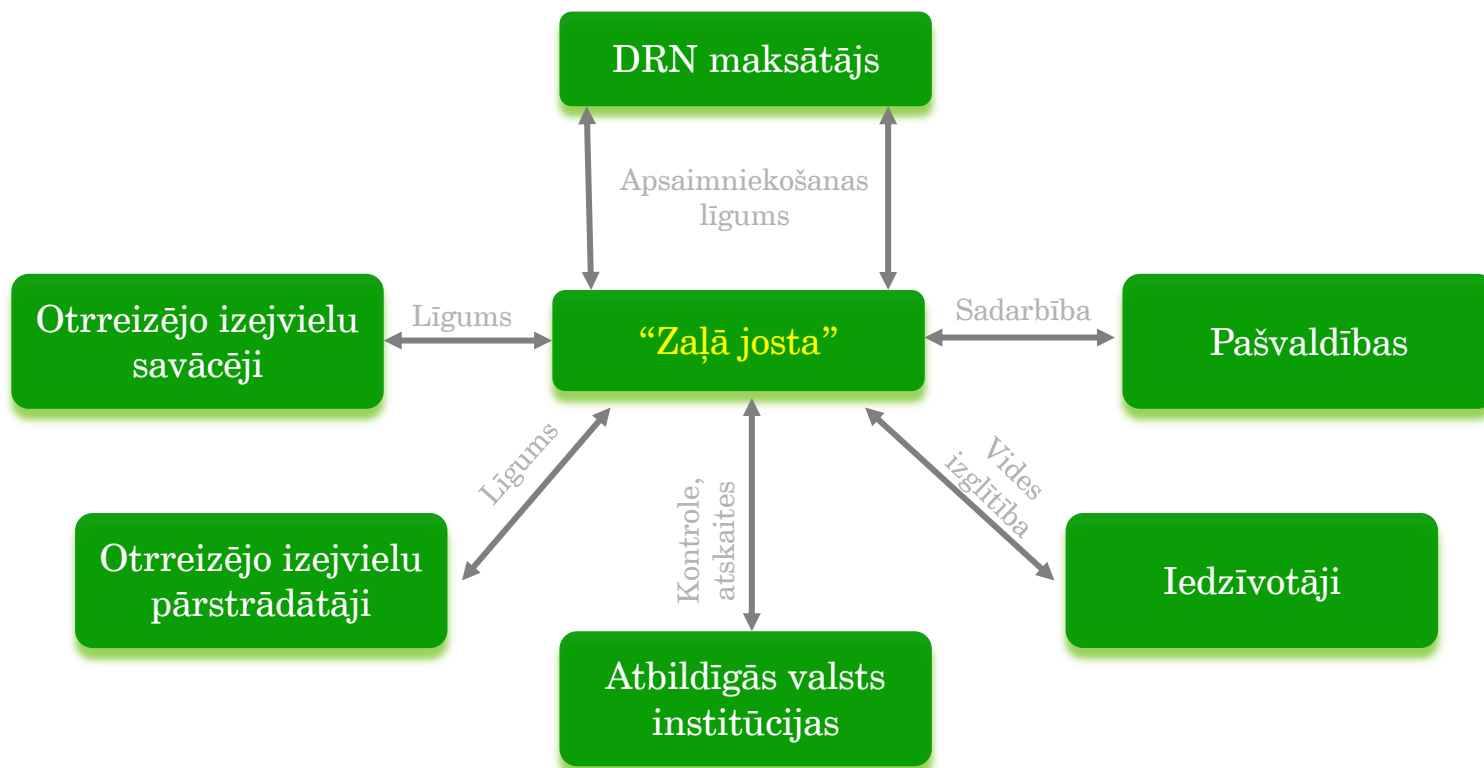 DRN maksātājs
Apsaimniekošanas
līgums
Otrreizējo izejvielu
savācēji
Līgums
“Zaļā josta”
Sadarbība
Pašvaldības
Līgums
Kontrole,
atskaites
Vides
izglītība
Otrreizējo izejvielu
pārstrādātāji
Iedzīvotāji
Atbildīgās valsts
institūcijas